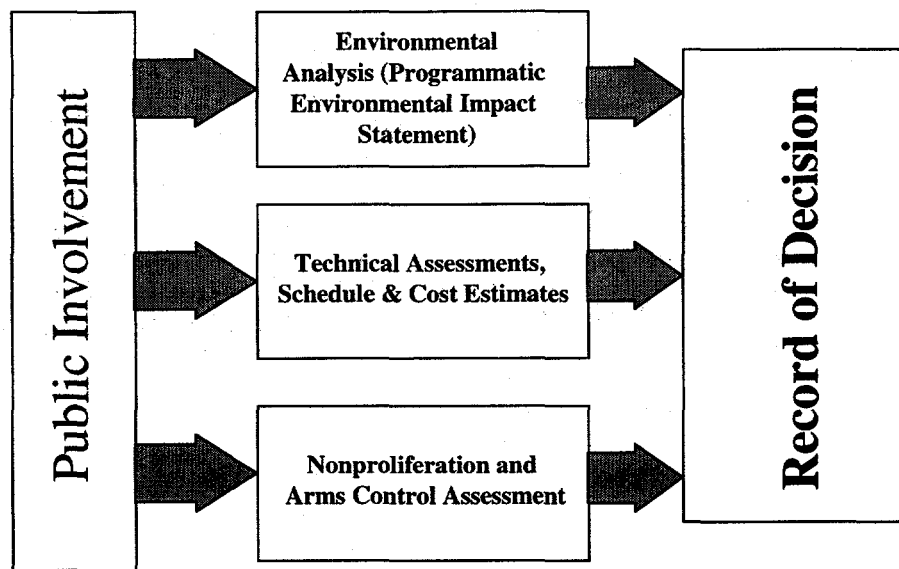 Public Involvement
Environmental
Analysis (Programmatic
Environmental Impact
Statement)
Technical Assessments,
Schedule & Cost Estimates
Nonproliferation and
Arms Control Assessment
Record of Decision